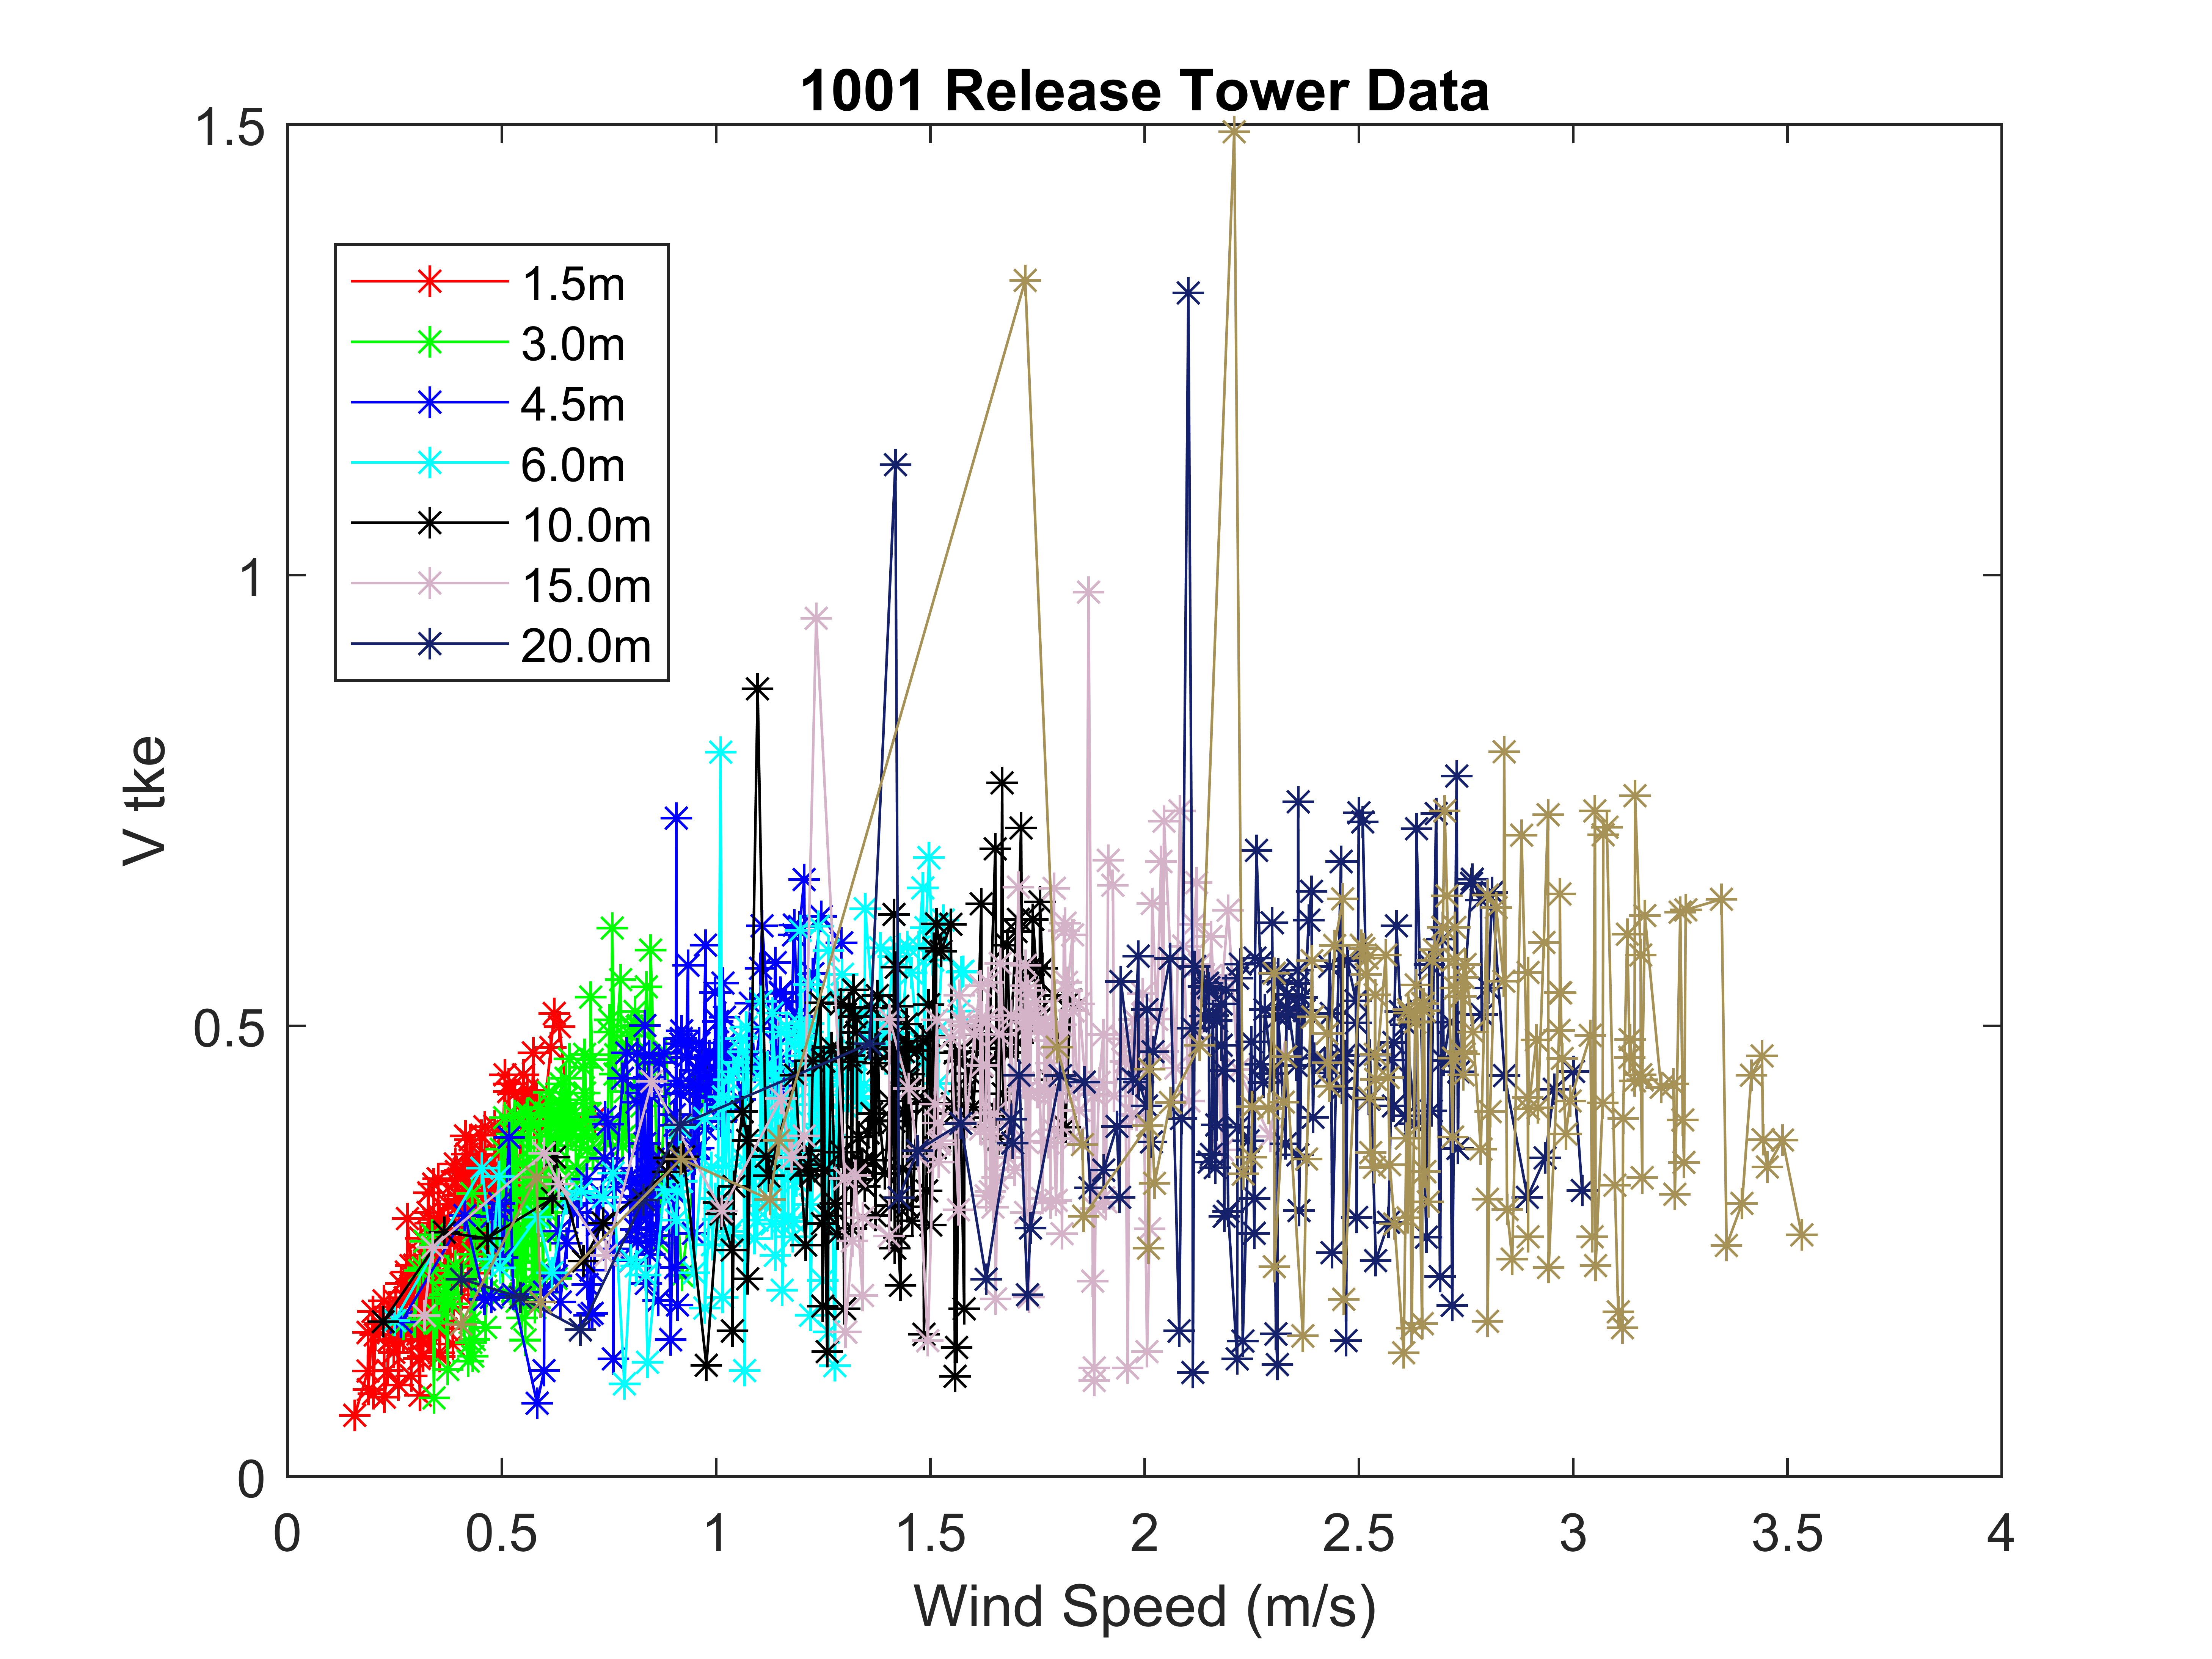 1001 Release Tower Data
1.5
1
0.5
0
V tke
1.5m
3.0m
4.5m
6.0m
10.0m
15.0m
20.0m
0 0.5 1 1.5 2 2.5 3 3.5 4
Wind Speed (m/s)